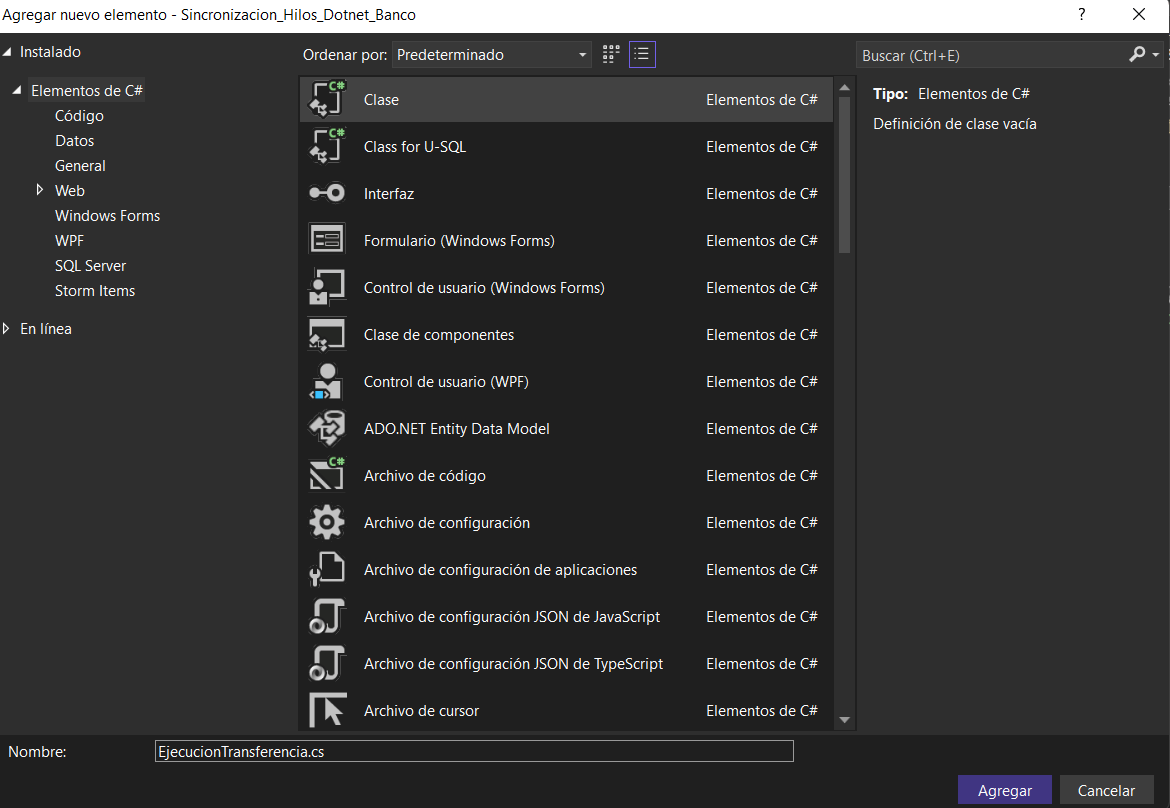 Agregar nuevo elemento - Sincronizacion_Hilos_Dotnet_Banco
?
Instalado
Ordenar por: Predeterminado
Buscar (Ctrl+E)
Elementos de C#
Código
Datos
General
Web
Windows Forms
WPF
SQL Server
Storm Items
En línea
C# Clase Elementos de C#
C# Class for U-SQL Elementos de C#
Interfaz Elementos de C#
Formulario (Windows Forms) Elementos de C#
Control de usuario (Windows Forms) Elementos de C#
Clase de componentes Elementos de C#
Control de usuario (WPF) Elementos de C#
ADO.NET Entity Data Model Elementos de C#
C# Archivo de código Elementos de C#
Archivo de configuración Elementos de C#
Archivo de configuración de aplicaciones Elementos de C#
Archivo de configuración JSON de JavaScript Elementos de C#
Archivo de configuración JSON de TypeScript Elementos de C#
Archivo de cursor Elementos de C#
Tipo: Elementos de C#
Definición de clase vacía
Nombre: EjecucionTransferencia.cs
Agregar Cancelar